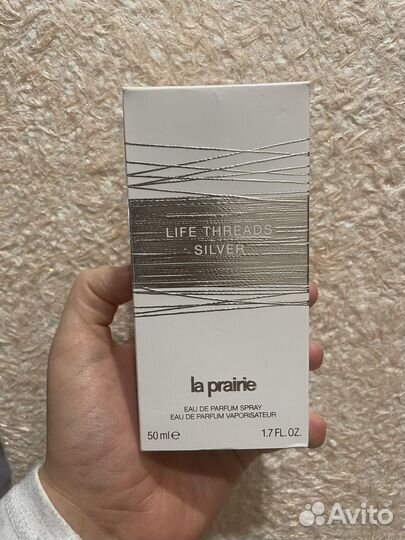 LIFE THREADS
SILVER
la prairie
EAU DE PARFUM SPRAY
EAU DE PARFUM VAPORISATEUR
50 ml ℮ 1.7 FL.OZ.
Avito